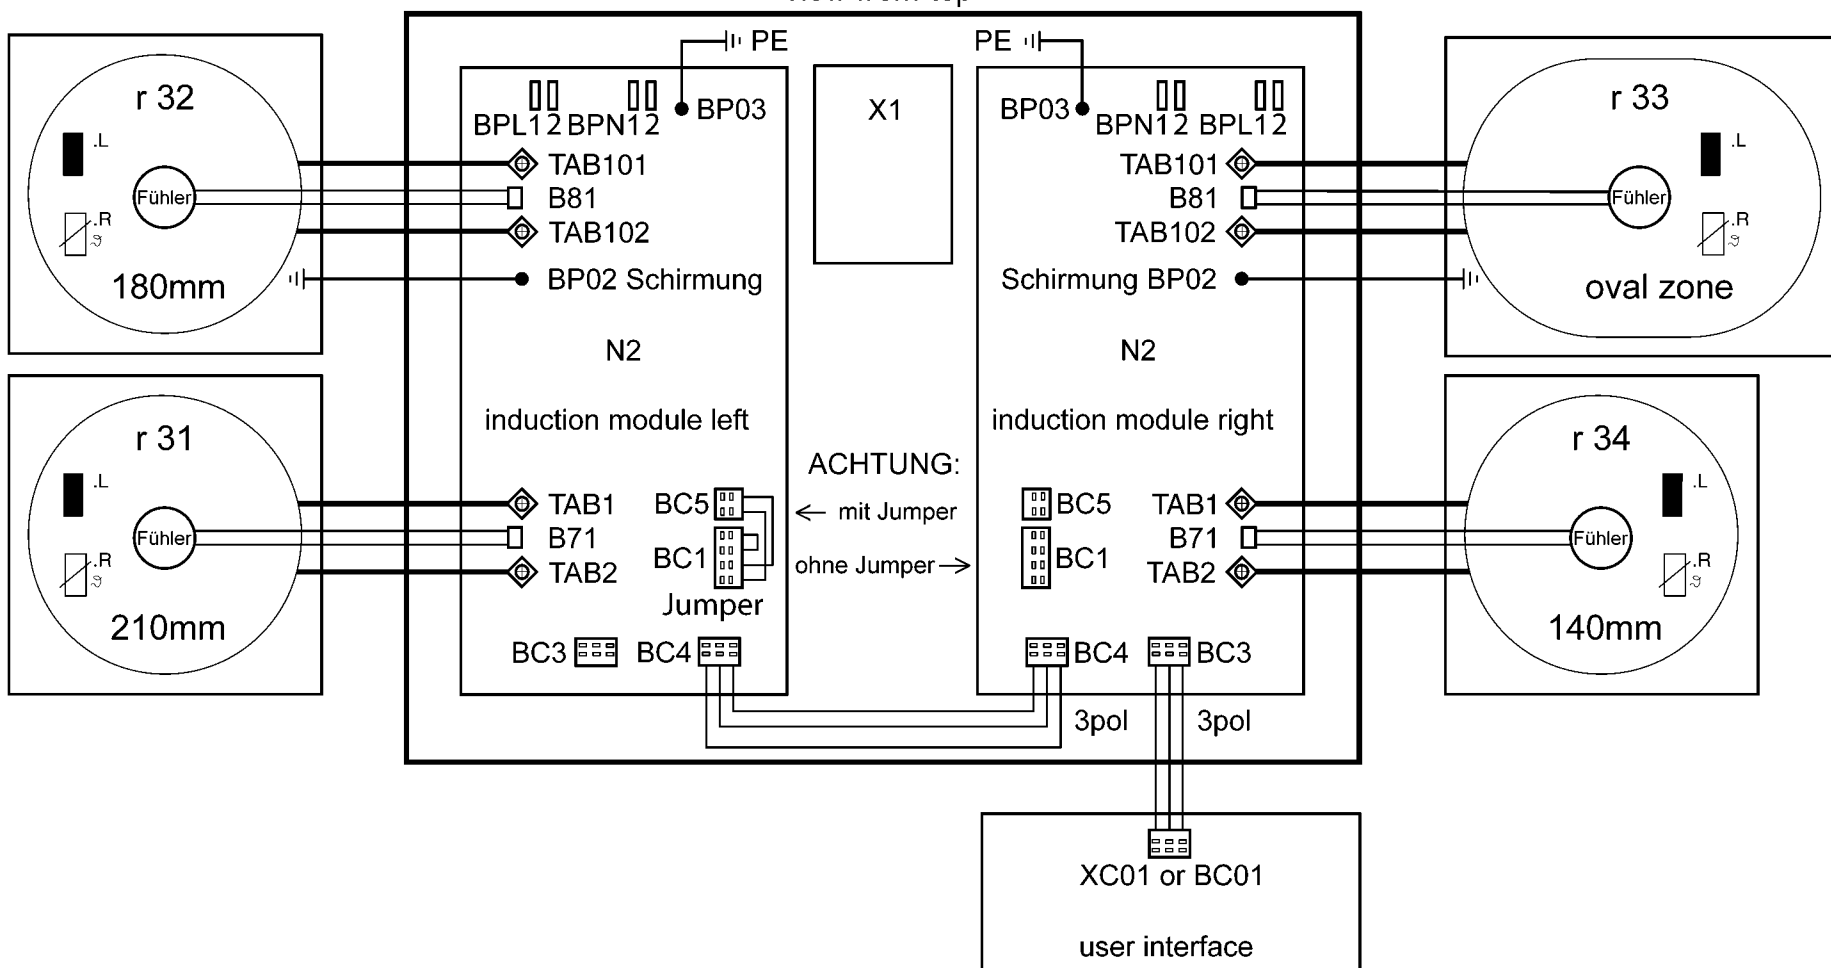 PE
PE
r 32
.L
Fühler
.R
ϑ
180mm
BPL12 BPN12
BP03
TAB101
B81
TAB102
BP02 Schirmung
N2
induction module left
X1
BP03
BPN12 BPL12
TAB101
B81
TAB102
Schirmung BP02
N2
induction module right
r 33
.L
Fühler
.R
ϑ
oval zone
r 31
.L
Fühler
.R
ϑ
210mm
TAB1
B71
TAB2
BC5
BC1
Jumper
BC3
BC4
ACHTUNG:
← mit Jumper
ohne Jumper →
BC5
BC1
TAB1
B71
TAB2
BC4
BC3
r 34
.L
Fühler
.R
ϑ
140mm
3pol
3pol
XC01 or BC01
user interface